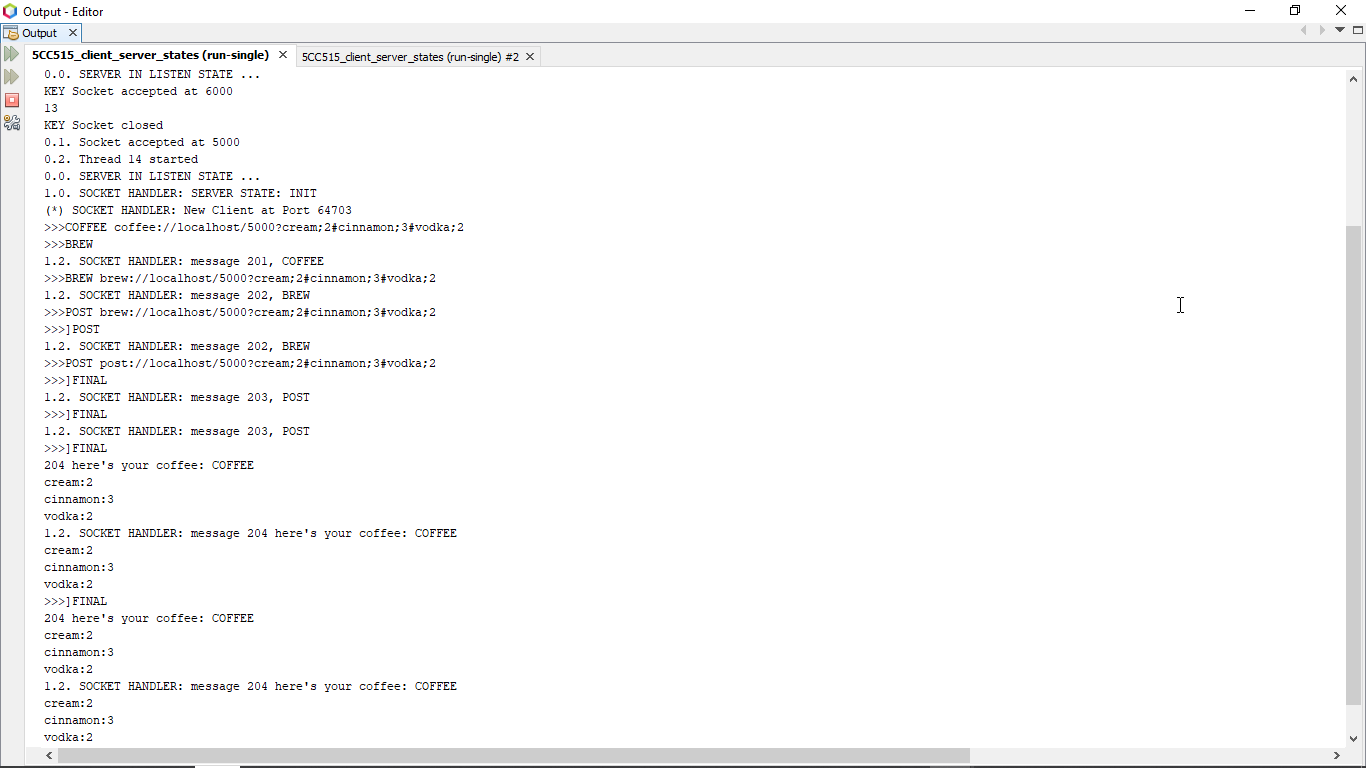 Output - Editor
Output
5CC515_client_server_states (run-single)
5CC515_client_server_states (run-single) #2
0.0. SERVER IN LISTEN STATE ...
KEY Socket accepted at 6000
13
KEY Socket closed
0.1. Socket accepted at 5000
0.2. Thread 14 started
0.0. SERVER IN LISTEN STATE ...
1.0. SOCKET HANDLER: SERVER STATE: INIT
(*) SOCKET HANDLER: New Client at Port 64703
>>>COFFEE coffee://localhost/5000?cream;2#cinnamon;3#vodka;2
>>>BREW
1.2. SOCKET HANDLER: message 201, COFFEE
>>>BREW brew://localhost/5000?cream;2#cinnamon;3#vodka;2
1.2. SOCKET HANDLER: message 202, BREW
>>>POST brew://localhost/5000?cream;2#cinnamon;3#vodka;2
>>>]POST
1.2. SOCKET HANDLER: message 202, BREW
>>>POST post://localhost/5000?cream;2#cinnamon;3#vodka;2
>>>]FINAL
1.2. SOCKET HANDLER: message 203, POST
>>>]FINAL
1.2. SOCKET HANDLER: message 203, POST
>>>]FINAL
204 here's your coffee: COFFEE
cream:2
cinnamon:3
vodka:2
1.2. SOCKET HANDLER: message 204 here's your coffee: COFFEE
cream:2
cinnamon:3
vodka:2
>>>]FINAL
204 here's your coffee: COFFEE
cream:2
cinnamon:3
vodka:2
1.2. SOCKET HANDLER: message 204 here's your coffee: COFFEE
cream:2
cinnamon:3
vodka:2